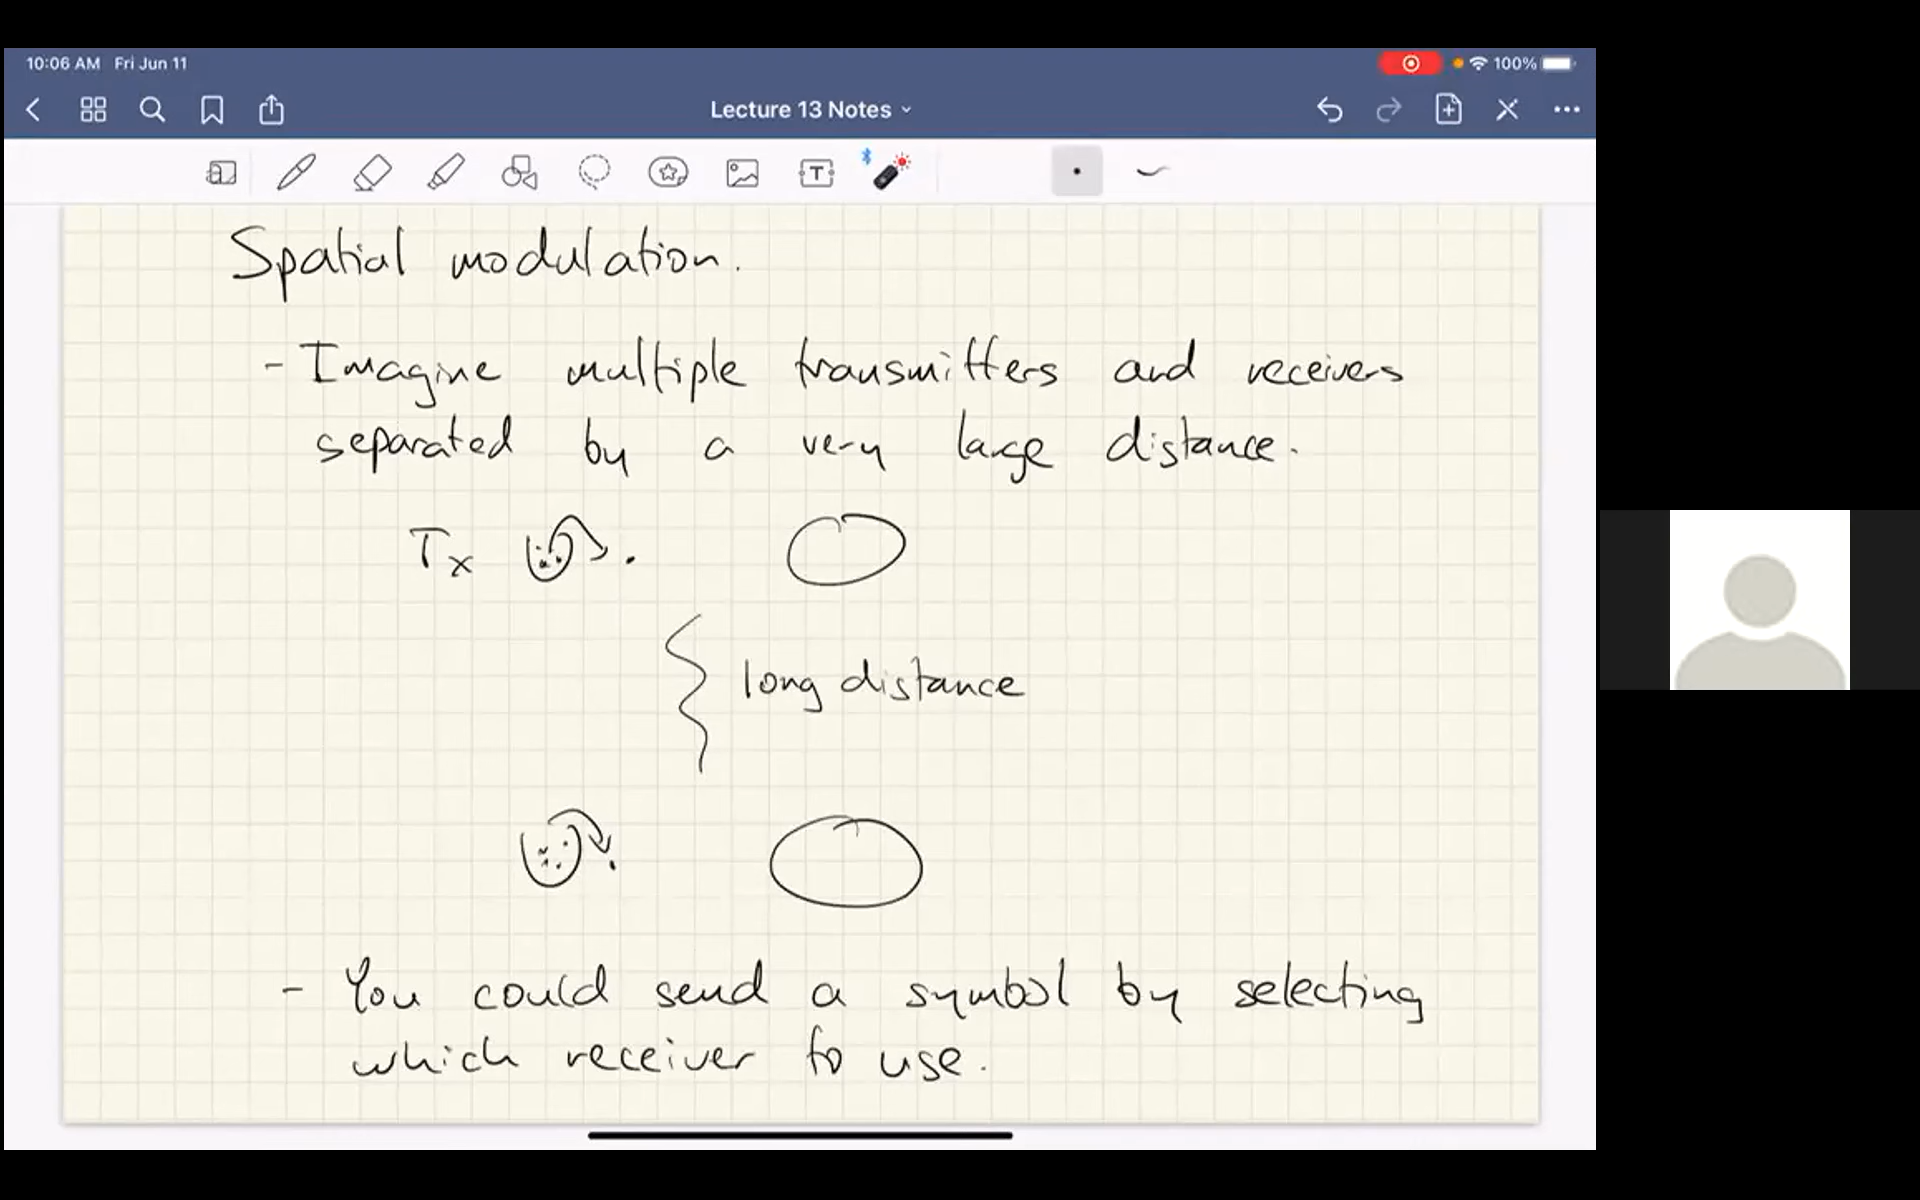 10:06 AM Fri Jun 11
100%
Lecture 13 Notes
Spatial modulation.
- Imagine multiple transmitters and receivers
separated by a very large distance.
Tx
long distance
- You could send a symbol by selecting
which receiver to use.